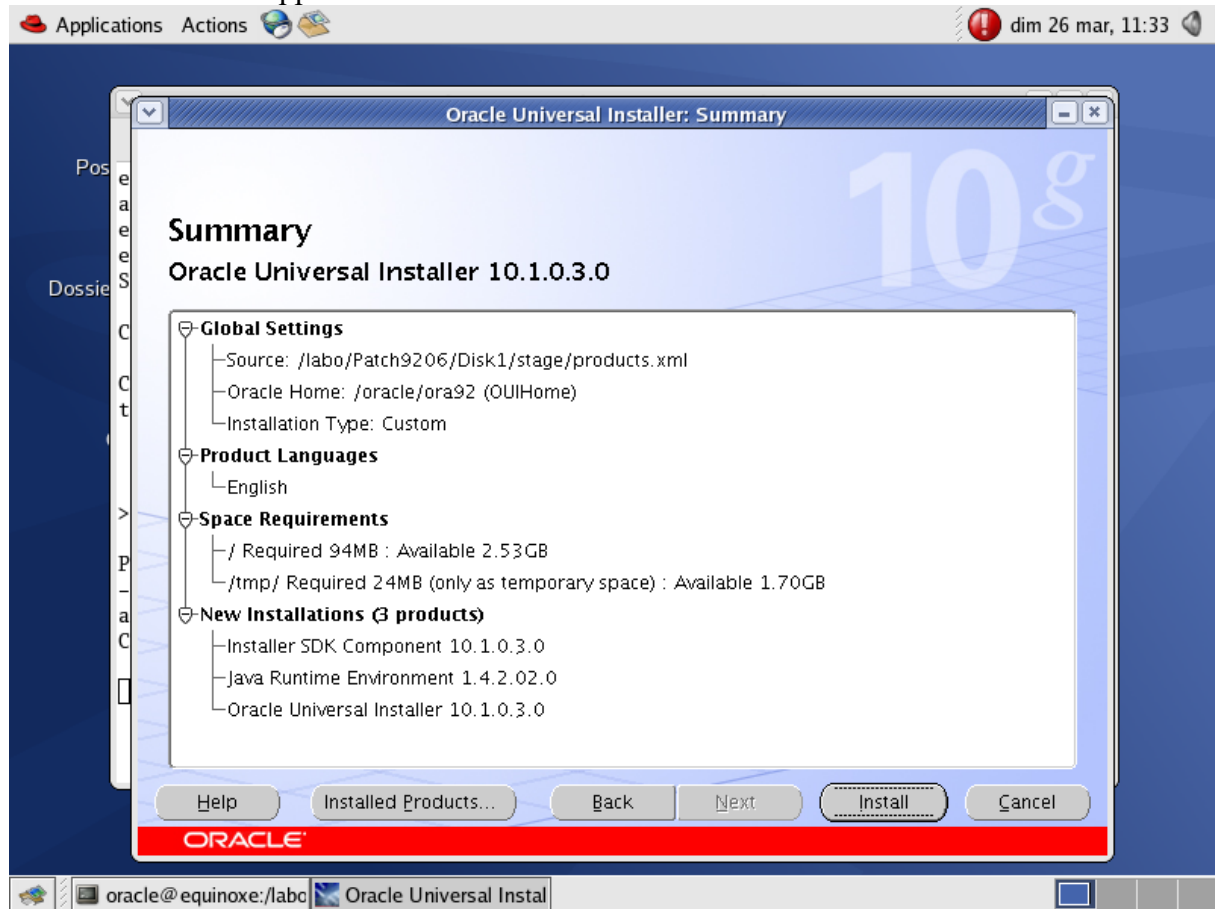 Applications Actions dim 26 mar, 11:33
Oracle Universal Installer: Summary
10g
Pos
e
a
e
e
Summary
S
Oracle Universal Installer 10.1.0.3.0
Dossie
C
Global Settings
Source: /labo/Patch9206/Disk1/stage/products.xml
C
Oracle Home: /oracle/ora92 (OUIHome)
t
Installation Type: Custom
Product Languages
English
>
Space Requirements
/ Required 94MB : Available 2.53GB
P
/tmp/ Required 24MB (only as temporary space) : Available 1.70GB
-
a
New Installations (3 products)
C
Installer SDK Component 10.1.0.3.0
Java Runtime Environment 1.4.2.02.0
Oracle Universal Installer 10.1.0.3.0
Help Installed Products... Back Next Install Cancel
ORACLE
oracle@equinoxe:/labo Oracle Universal Instal